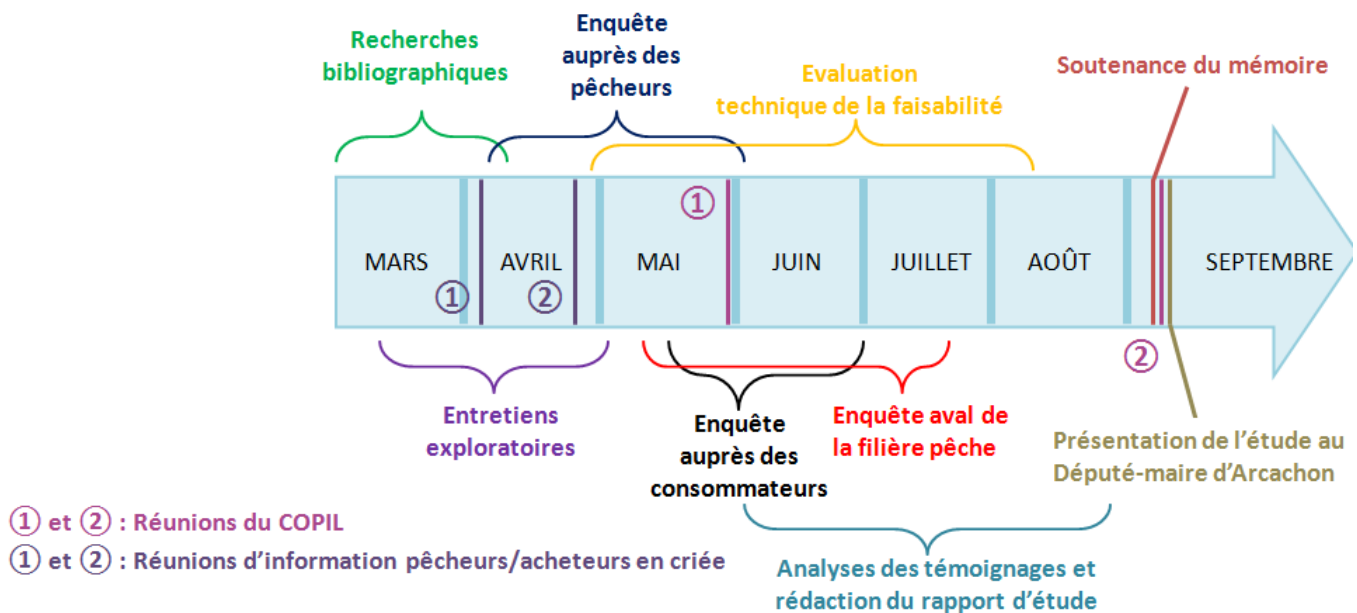 Recherches
bibliographiques
Enquête
auprès des
pêcheurs
Evaluation
technique de la faisabilité
Soutenance du mémoire
MARS
AVRIL
MAI
JUIN
JUILLET
AOÛT
SEPTEMBRE
①
②
①
②
Entretiens
exploratoires
Enquête
auprès des
consommateurs
Enquête aval de
la filière pêche
Présentation de l’étude au
Député-maire d’Arcachon
Analyses des témoignages et
rédaction du rapport d’étude
① et ② : Réunions du COPIL
① et ② : Réunions d’information pêcheurs/acheteurs en criée